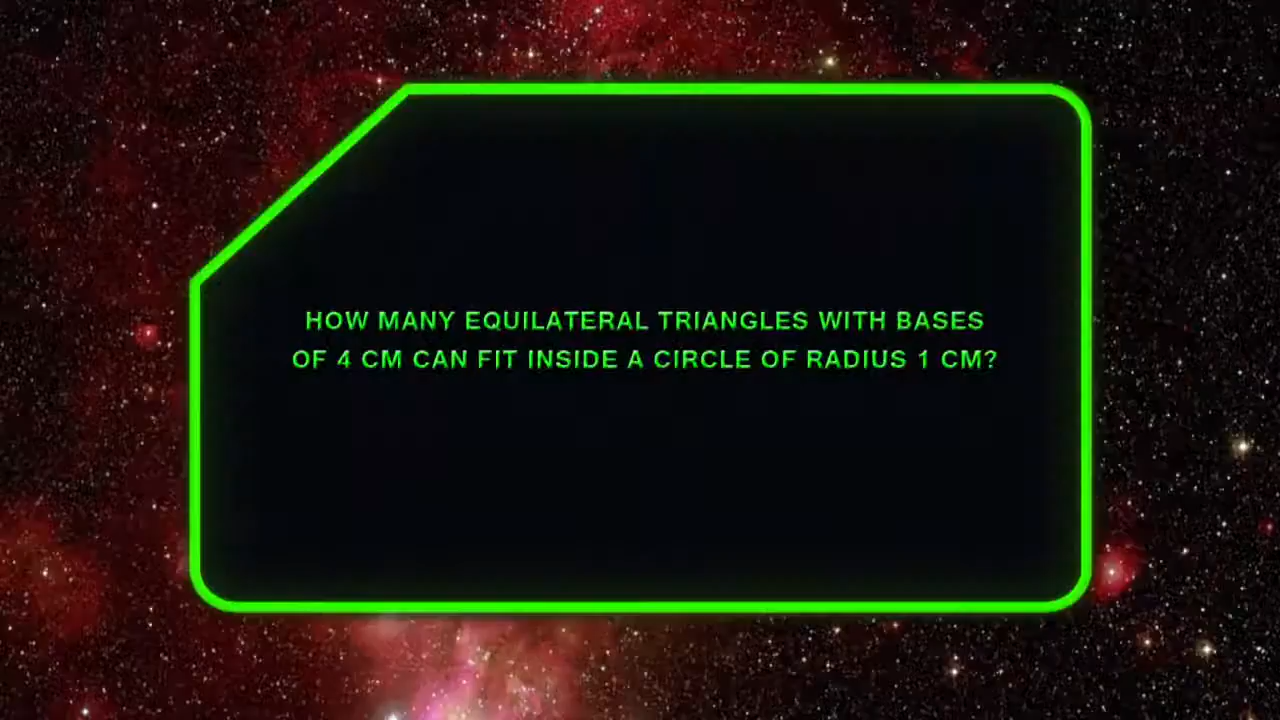 HOW MANY EQUILATERAL TRIANGLES WITH BASES
OF 4 CM CAN FIT INSIDE A CIRCLE OF RADIUS 1 CM?